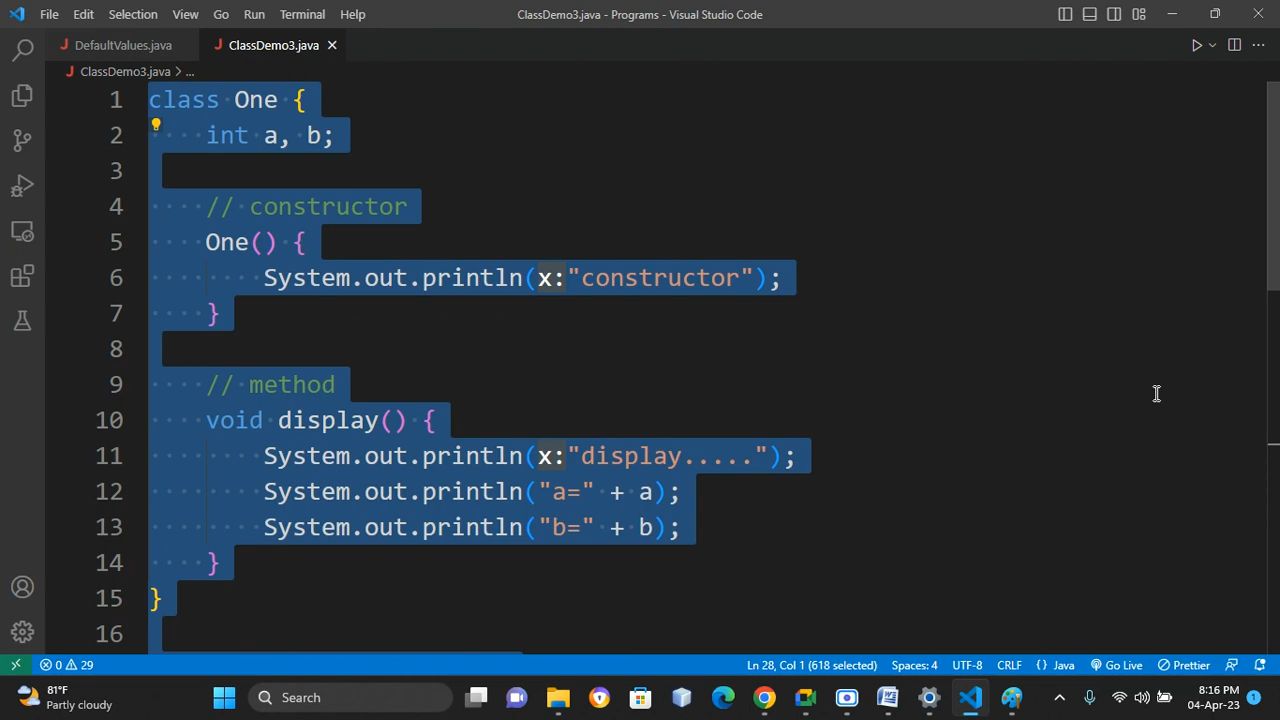 File Edit Selection View Go Run Terminal Help ClassDemo3.java - Programs - Visual Studio Code
DefaultValues.java ClassDemo3.java
ClassDemo3.java > ...
1 class One {
2 int a, b;
3
4 // constructor
5 One() {
6 System.out.println(x:"constructor");
7 }
8
9 // method
10 void display() {
11 System.out.println(x:"display.....");
12 System.out.println("a=" + a);
13 System.out.println("b=" + b);
14 }
15 }
16
0 29 Ln 28, Col 1 (618 selected) Spaces: 4 UTF-8 CRLF {} Java Go Live Prettier
81°F
Partly cloudy
Search
8:16 PM
04-Apr-23
1